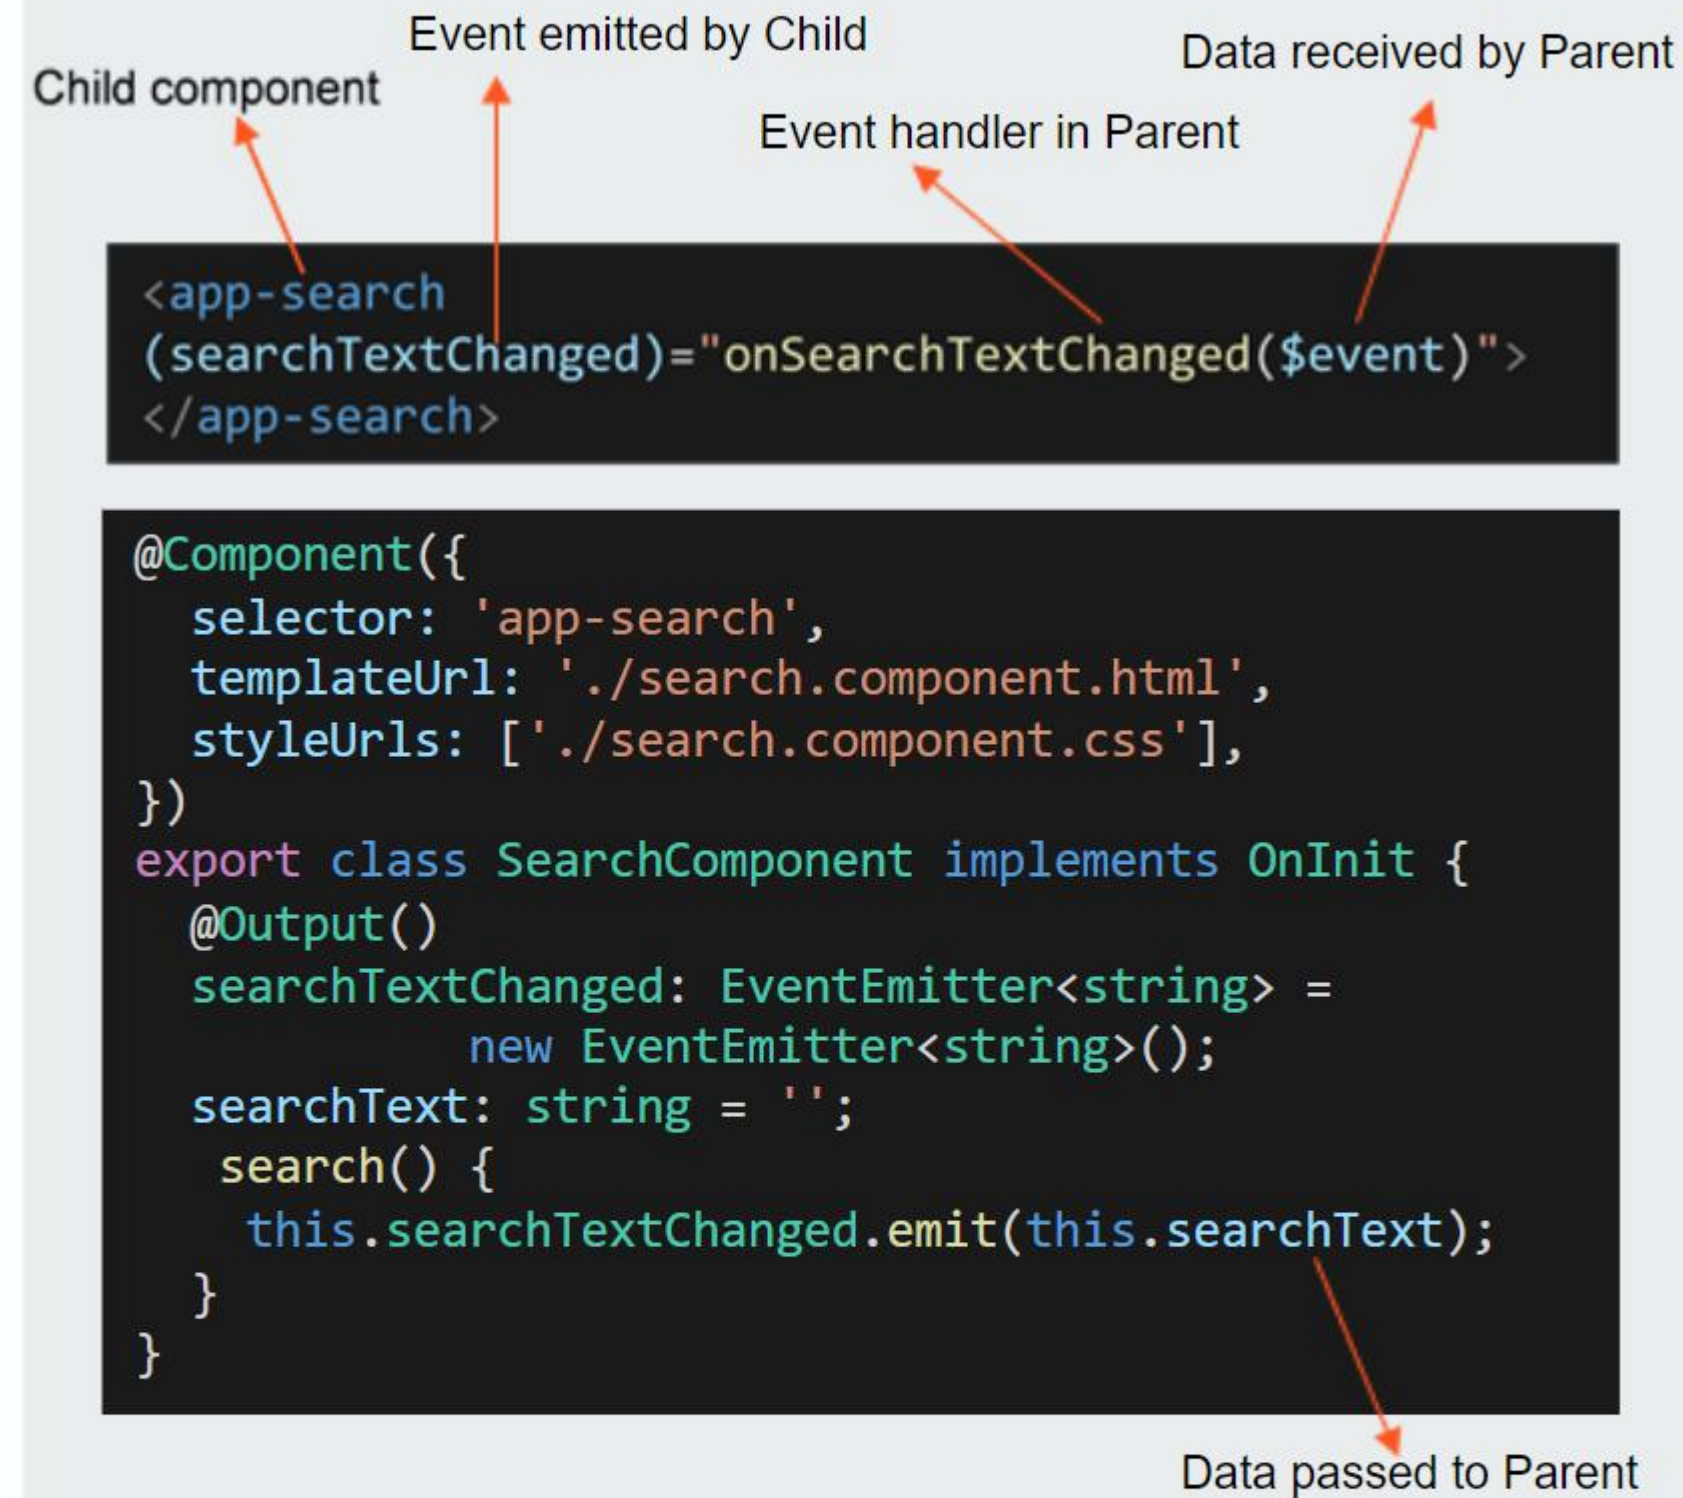 Event emitted by Child
Data received by Parent
Child component
Event handler in Parent
<app-search
(searchTextChanged)="onSearchTextChanged($event)">
</app-search>
@Component({
  selector: 'app-search',
  templateUrl: './search.component.html',
  styleUrls: ['./search.component.css'],
})
export class SearchComponent implements OnInit {
  @Output()
  searchTextChanged: EventEmitter<string> =
            new EventEmitter<string>();
  searchText: string = '';
   search() {
    this.searchTextChanged.emit(this.searchText);
  }
}
Data passed to Parent